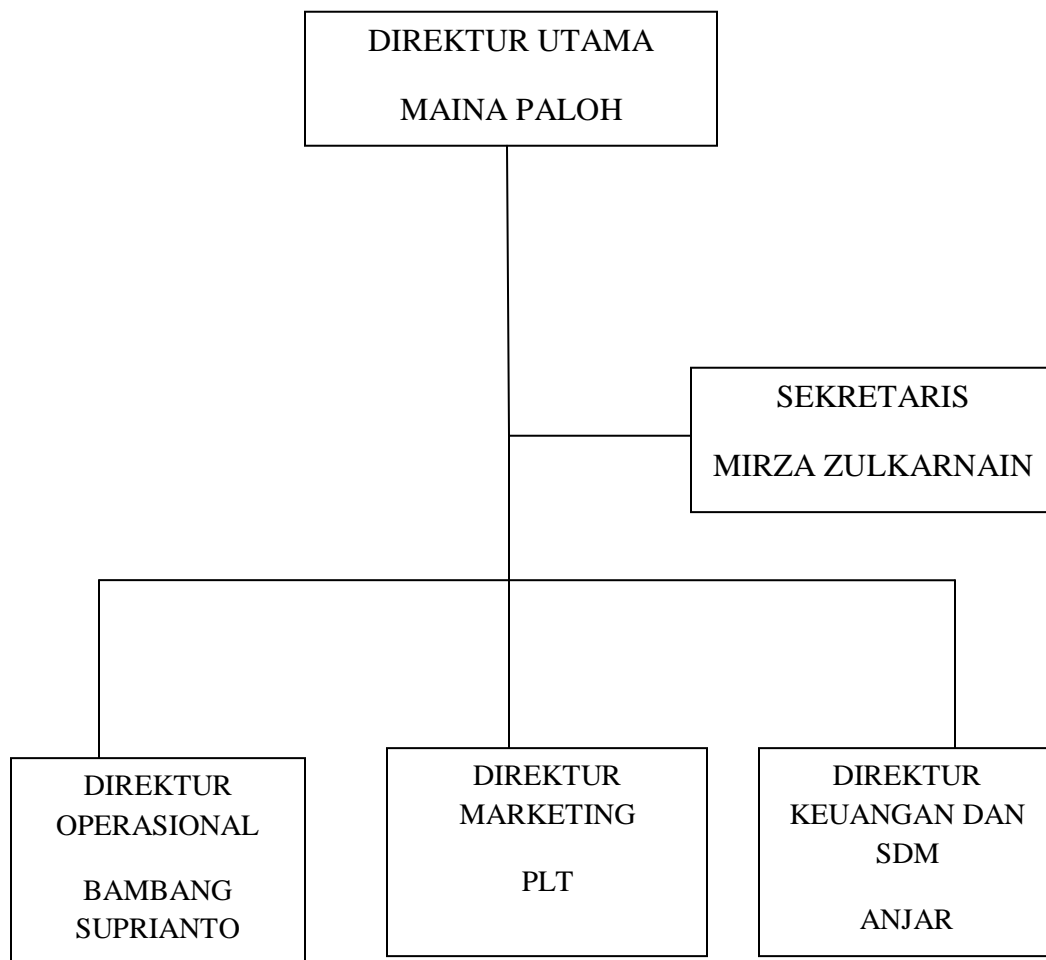 DIREKTUR UTAMA
MAINA PALOH
SEKRETARIS
MIRZA ZULKARNAIN
DIREKTUR
OPERASIONAL
BAMBANG
SUPRIANTO
DIREKTUR
MARKETING
PLT
DIREKTUR
KEUANGAN DAN
SDM
ANJAR